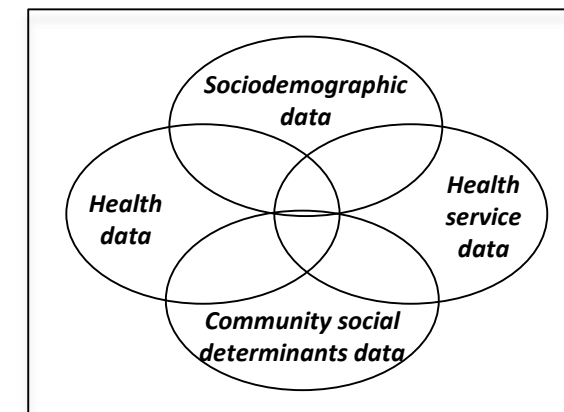 Sociodemographic
data
Health
data
Health
service
data
Community social
determinants data